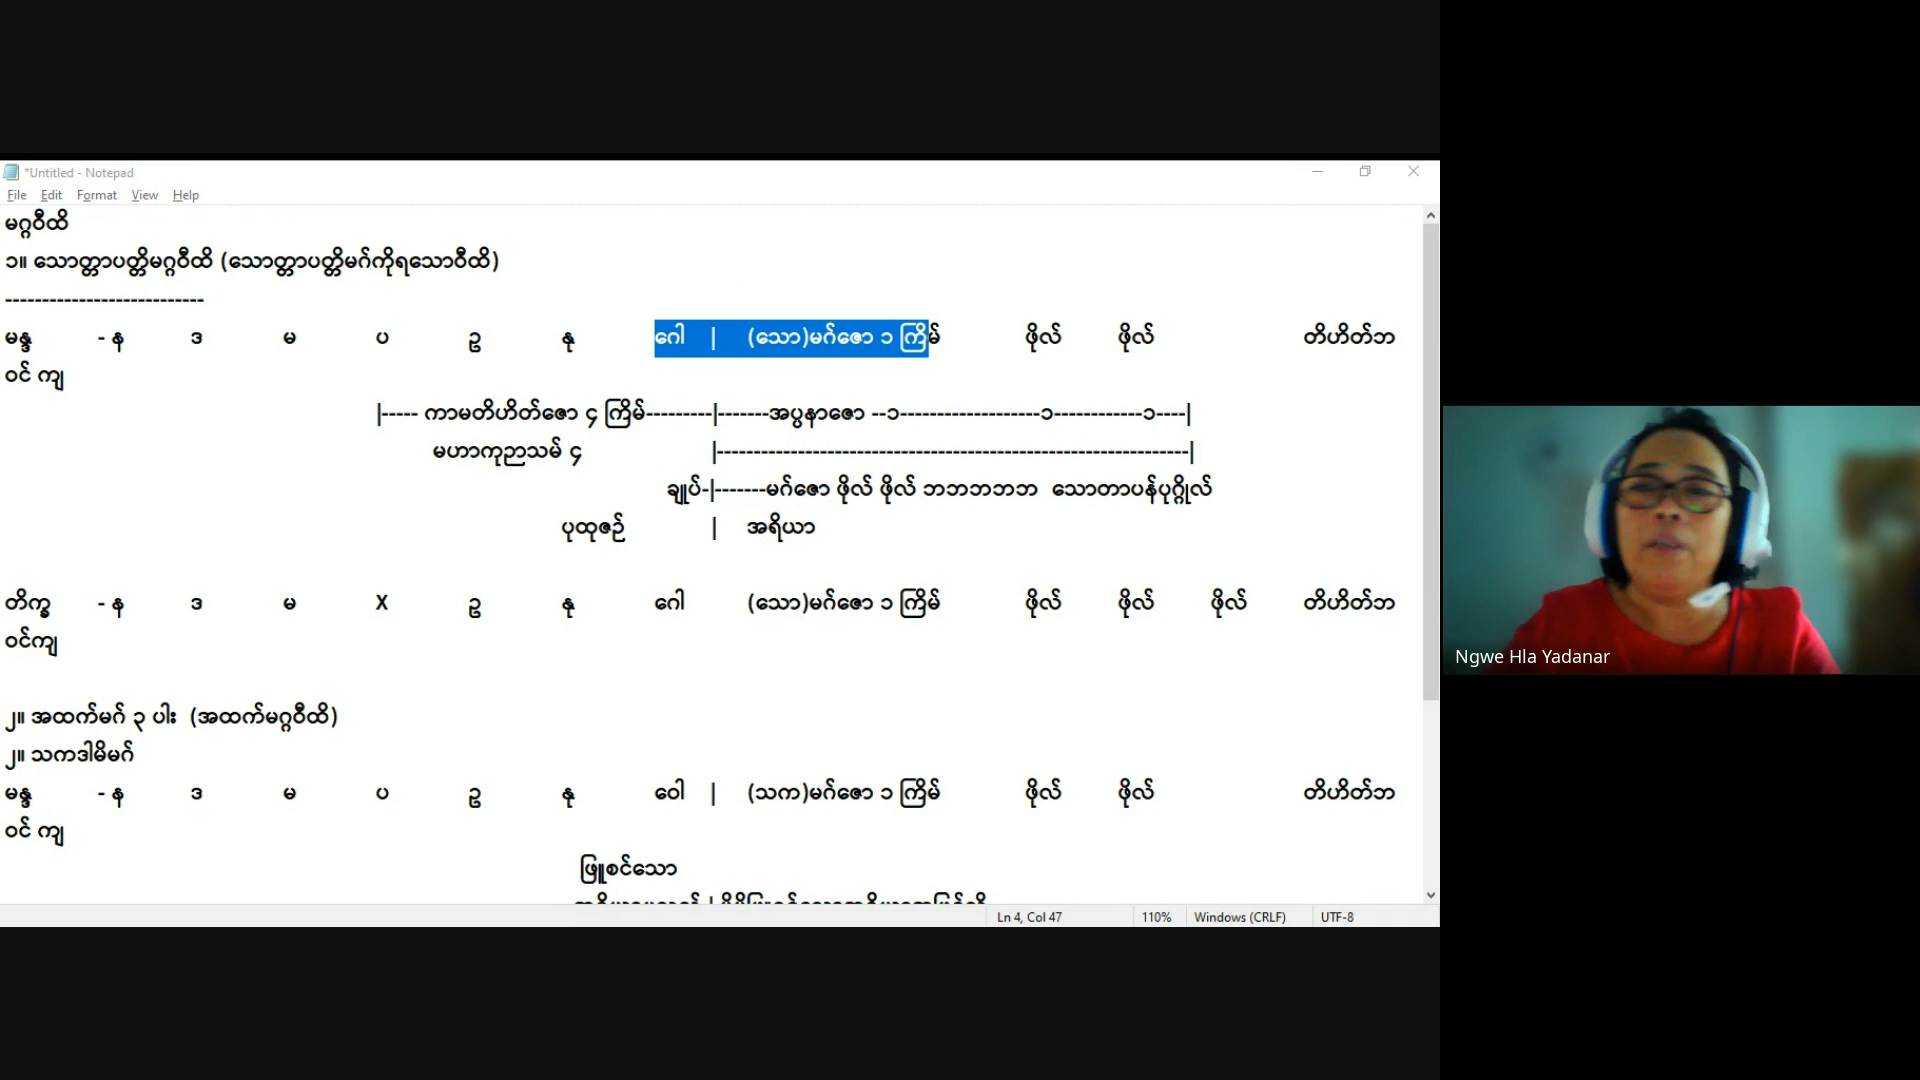 *Untitled - Notepad
File Edit Format View Help
မဂ္ဂဝီထိ
၁။ သောတ္တာပတ္တိမဂ္ဂဝီထိ (သောတ္တာပတ္တိမဂ်ကိုရသောဝီထိ)
---------------------------
မန္ဒ - န ဒ မ ပ ဥ နု ဂေါ | (သော)မဂ်ဇော ၁ ကြိမ် ဖိုလ် ဖိုလ် တိဟိတ်ဘ
ဝင် ကျ
|----- ကာမတိဟိတ်ဇော ၄ ကြိမ်---------|-------အပ္ပနာဇော --၁-------------------၁------------၁----|
မဟာကုဉာသမ် ၄ |----------------------------------------------------------------|
ချုပ်-|-------မဂ်ဇော ဖိုလ် ဖိုလ် ဘဘဘဘဘ သောတာပန်ပုဂ္ဂိုလ်
ပုထုဇဉ် | အရိယာ
တိက္ခ - န ဒ မ X ဥ နု ဂေါ (သော)မဂ်ဇော ၁ ကြိမ် ဖိုလ် ဖိုလ် ဖိုလ် တိဟိတ်ဘ
ဝင်ကျ
၂။ အထက်မဂ် ၃ ပါး (အထက်မဂ္ဂဝီထိ)
၂။ သကဒါမိမဂ်
မန္ဒ - န ဒ မ ပ ဥ နု ဝေါ | (သက)မဂ်ဇော ၁ ကြိမ် ဖိုလ် ဖိုလ် တိဟိတ်ဘ
ဝင် ကျ
ဖြူစင်သော
Ln 4, Col 47 110% Windows (CRLF) UTF-8
Ngwe Hla Yadanar